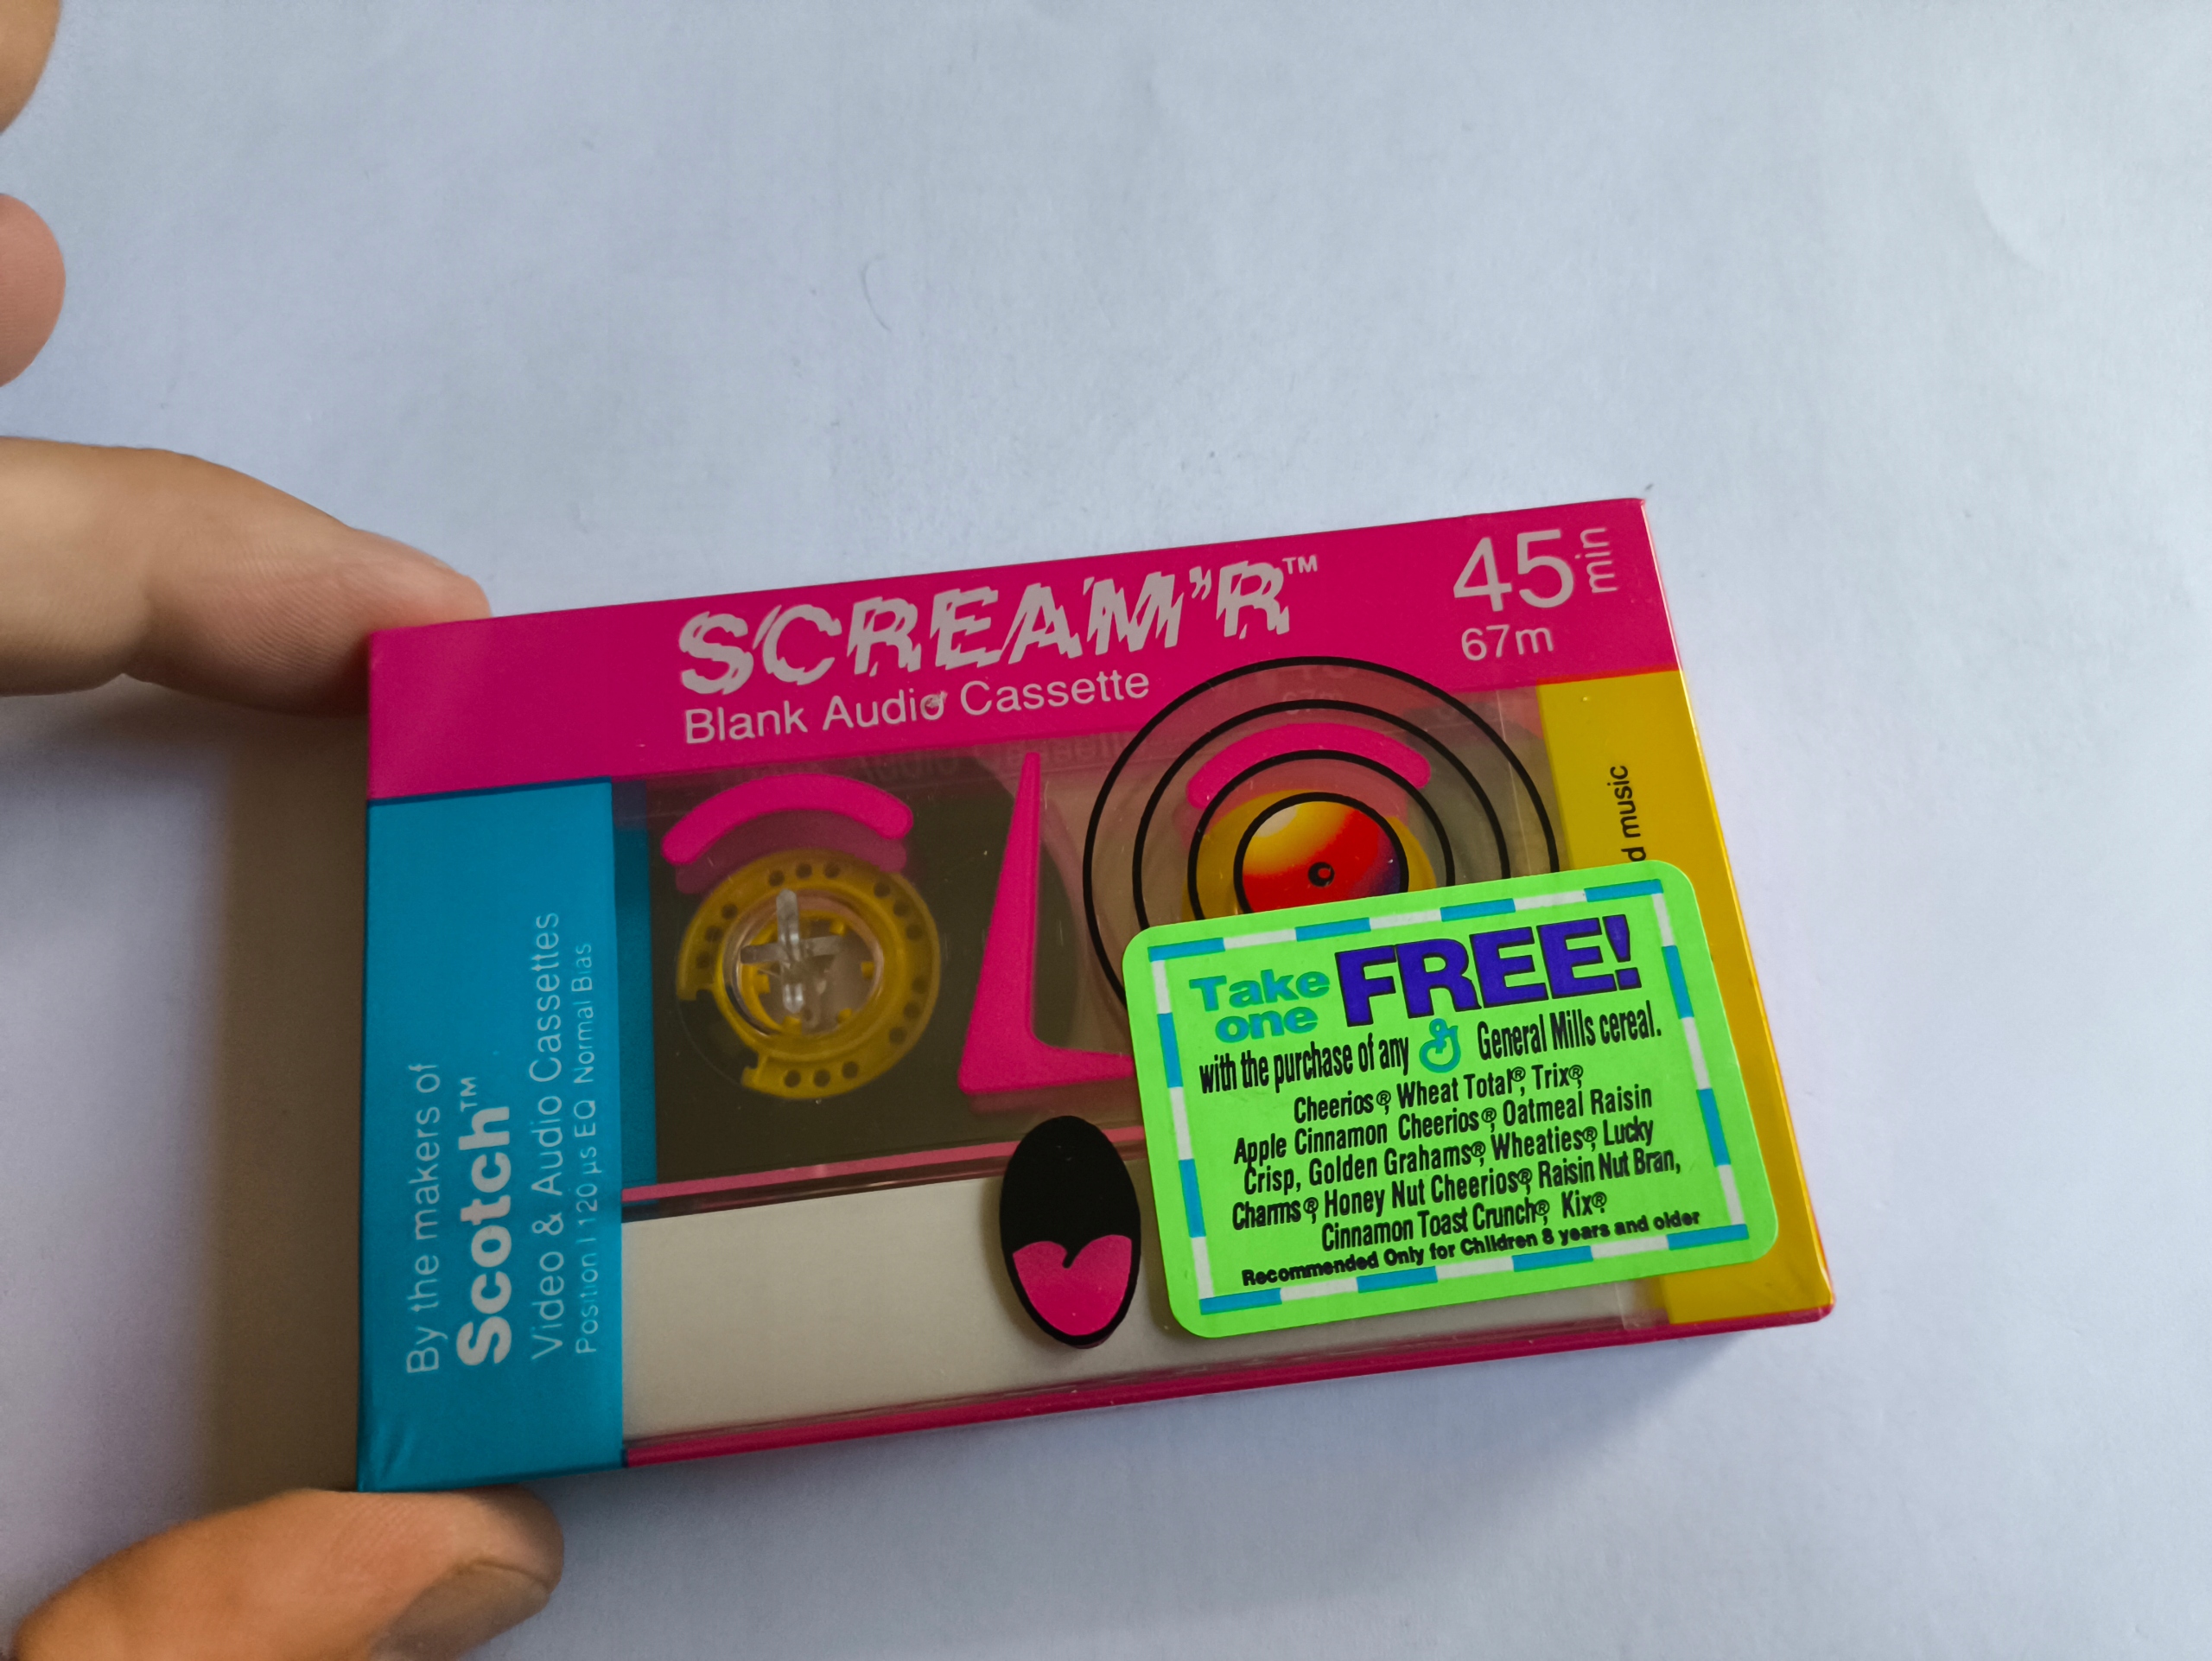 SCREAM'R™
Blank Audio Cassette
45 min
67m
By the makers of
Scotch™
Video & Audio Cassettes
Position I 120 µs EQ Normal Bias
music
Take one FREE!
with the purchase of any G General Mills cereal.
Cheerios® Wheat Total®, Trix®
Apple Cinnamon Cheerios®, Oatmeal Raisin
Crisp, Golden Grahams®, Wheaties®, Lucky
Charms®, Honey Nut Cheerios®, Raisin Nut Bran,
Cinnamon Toast Crunch®, Kix®
Recommended Only for Children 8 years and older